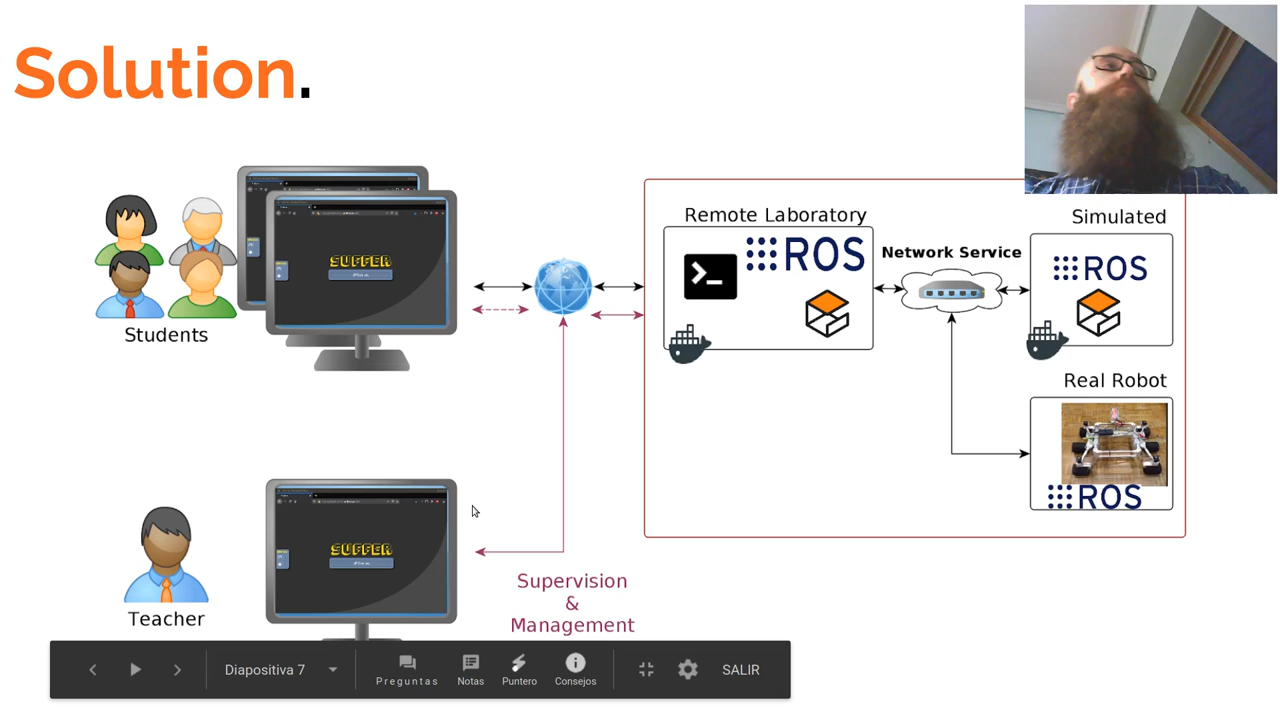 Solution.
Remote Laboratory
Simulated
ROS
Network Service
ROS
>_
SUFFER
Students
Real Robot
ROS
SUFFER
Supervision
&
Management
Teacher
Diapositiva 7
Preguntas
Notas
Puntero
Consejos
SALIR